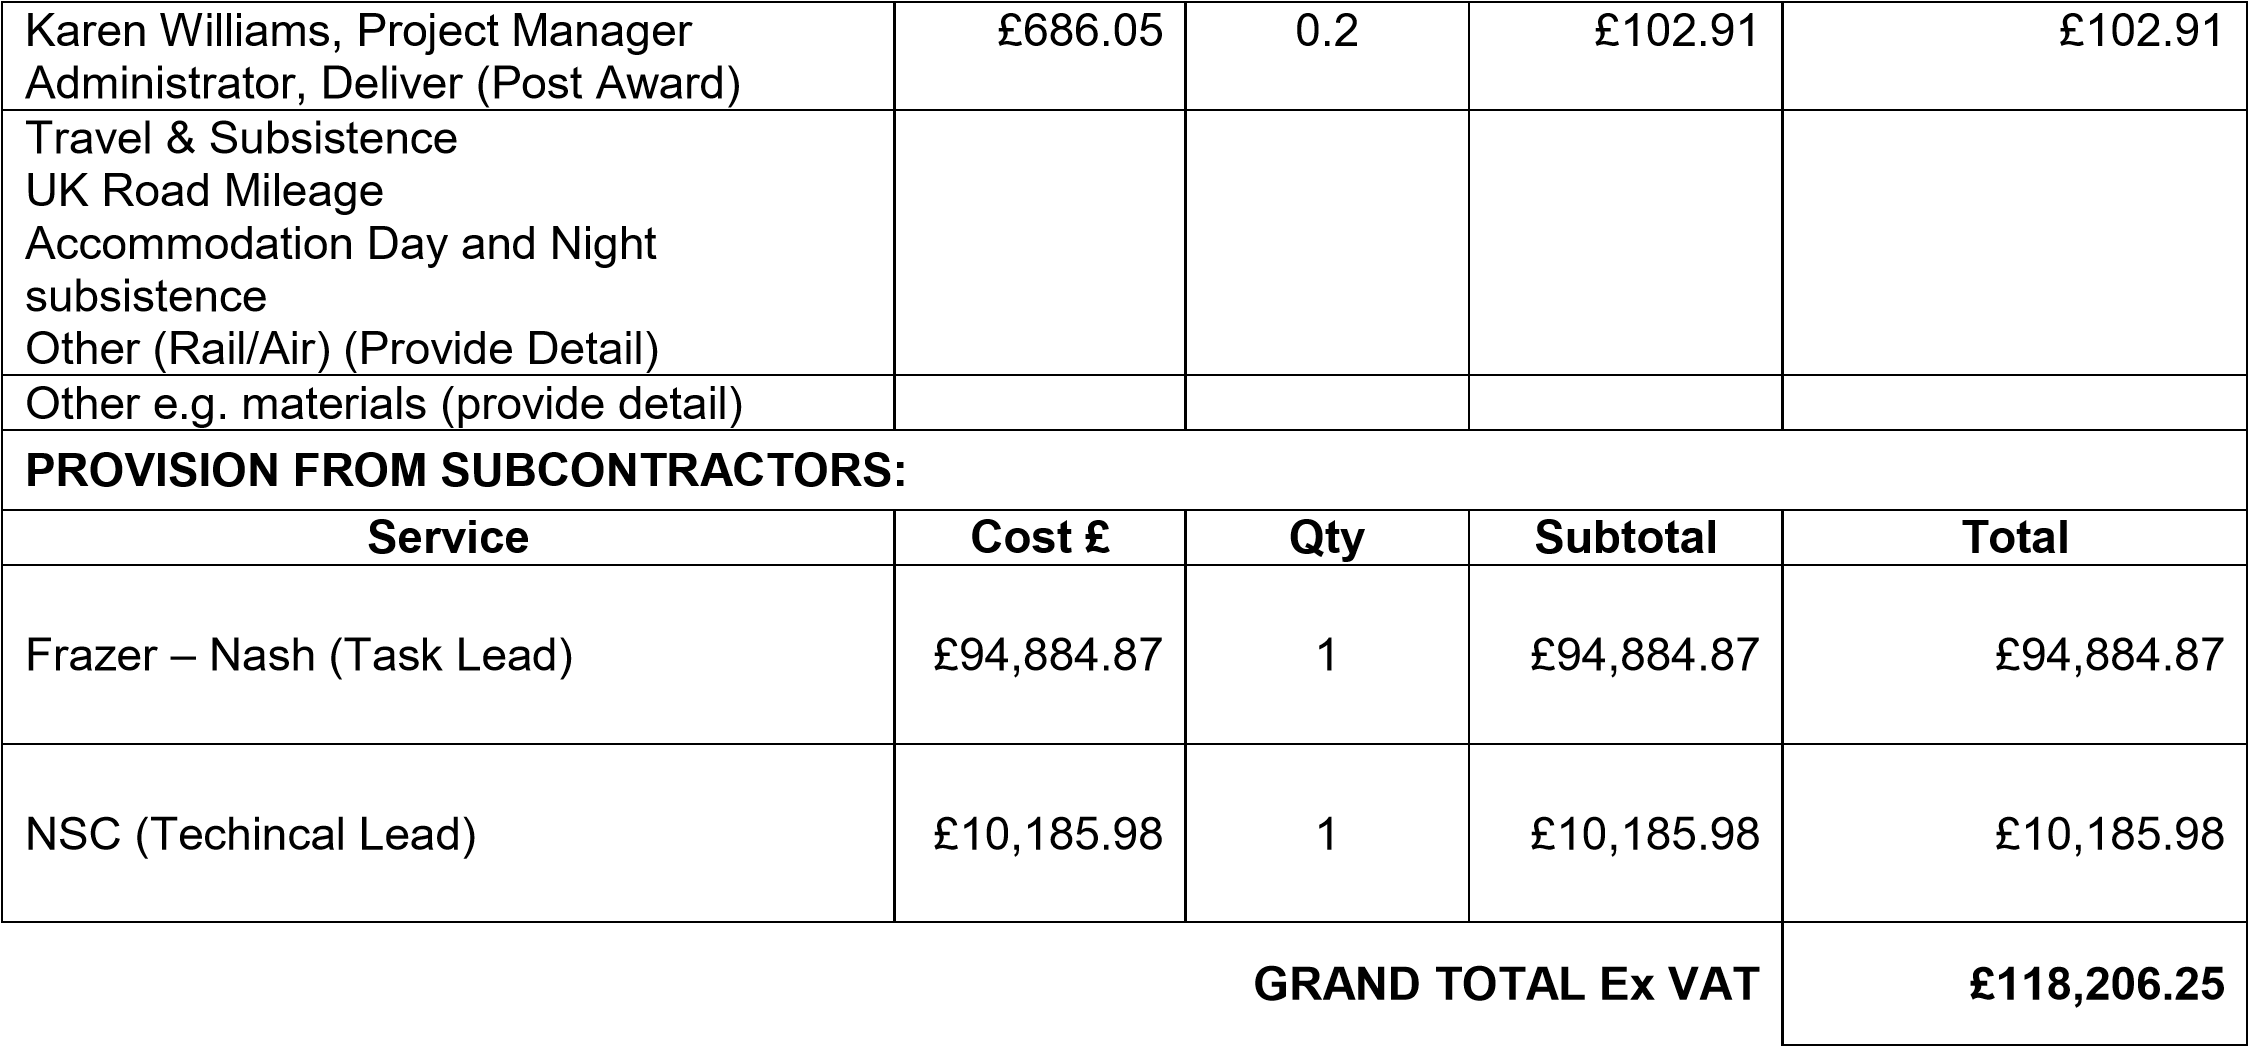 Karen Williams, Project Manager £686.05 0.2 £102.91 £102.91
Administrator, Deliver (Post Award)
Travel & Subsistence
UK Road Mileage
Accommodation Day and Night
subsistence
Other (Rail/Air) (Provide Detail)
Other e.g. materials (provide detail)
PROVISION FROM SUBCONTRACTORS:
Service Cost £ Qty Subtotal Total
Frazer – Nash (Task Lead) £94,884.87 1 £94,884.87 £94,884.87
NSC (Techincal Lead) £10,185.98 1 £10,185.98 £10,185.98
GRAND TOTAL Ex VAT £118,206.25